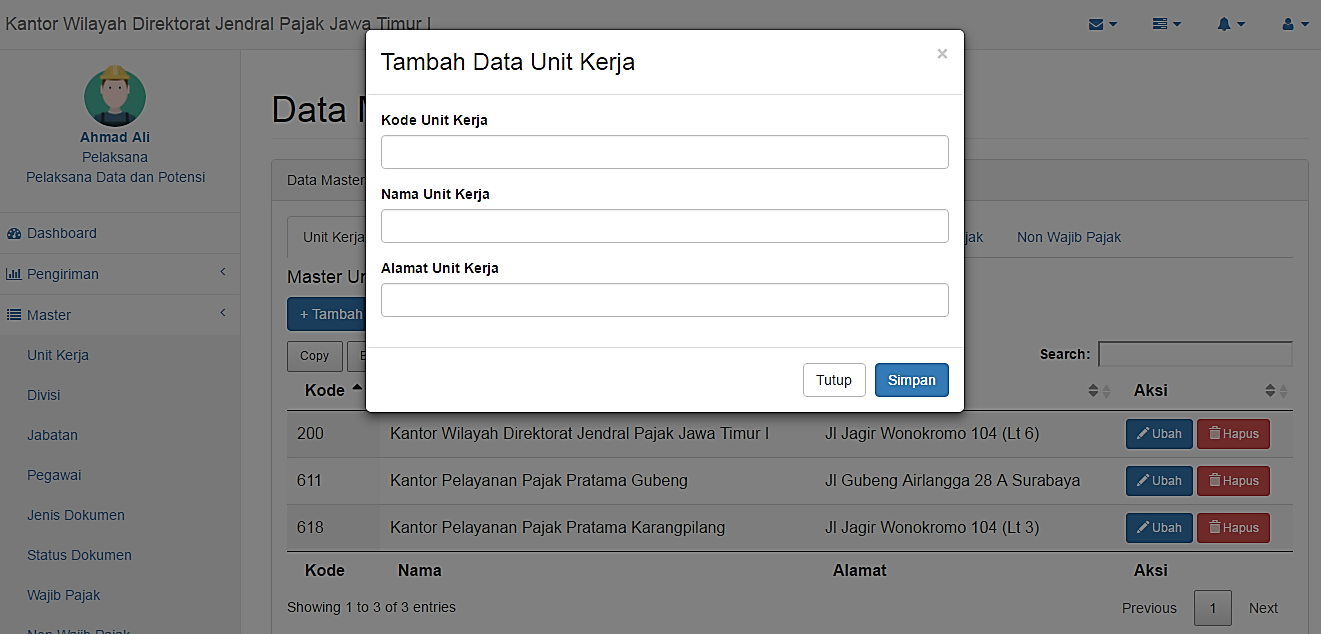 Kantor Wilayah Direktorat Jendral Pajak Jawa Timur I
Ahmad Ali
Pelaksana
Pelaksana Data dan Potensi
Dashboard
Pengiriman
Master
Unit Kerja
Divisi
Jabatan
Pegawai
Jenis Dokumen
Status Dokumen
Wajib Pajak
Non Wajib Pajak
Tambah Data Unit Kerja ×
Kode Unit Kerja
Nama Unit Kerja
Alamat Unit Kerja
Tutup Simpan
Data
Data Master
Unit Kerja Non Wajib Pajak
Master
+ Tambah
Copy Search:
Kode Aksi
200 Kantor Wilayah Direktorat Jendral Pajak Jawa Timur I Jl Jagir Wonokromo 104 (Lt 6) Ubah Hapus
611 Kantor Pelayanan Pajak Pratama Gubeng Jl Gubeng Airlangga 28 A Surabaya Ubah Hapus
618 Kantor Pelayanan Pajak Pratama Karangpilang Jl Jagir Wonokromo 104 (Lt 3) Ubah Hapus
Kode Nama Alamat Aksi
Showing 1 to 3 of 3 entries Previous 1 Next